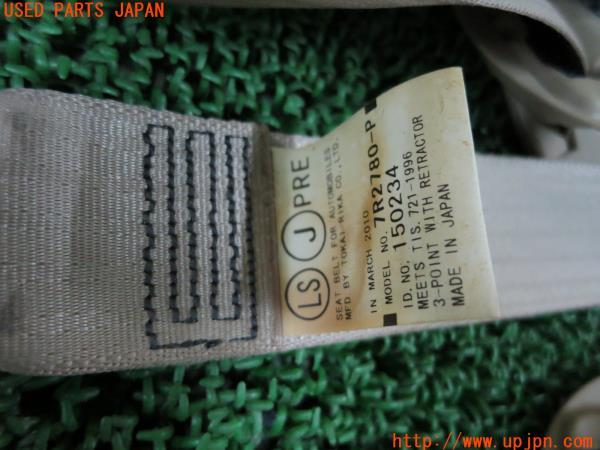 USED PARTS JAPAN
LS J PRE
SEAT BELT FOR AUTOMOBILES
MFD BY TOKAI-RIKA CO., LTD.
IN MARCH 2010
MODEL NO. 7R2780-P
ID. NO. 150234
MEETS TIS. 721-1996
3-POINT WITH RETRACTOR
MADE IN JAPAN
http://www.upjpn.com/